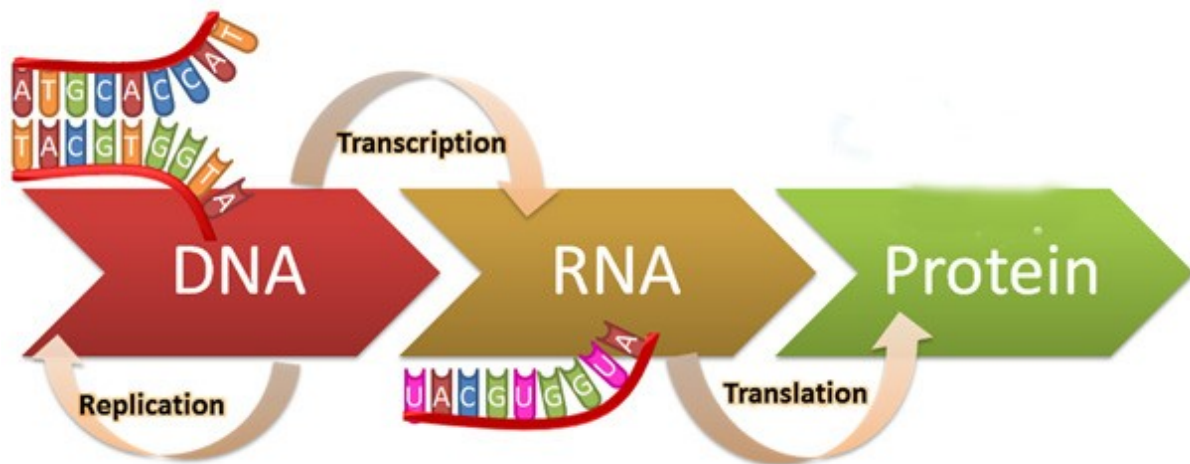 ATGCACCAT
TACGTGGTA
Transcription
DNA
RNA
Protein
Replication
UACGUGGUA
Translation